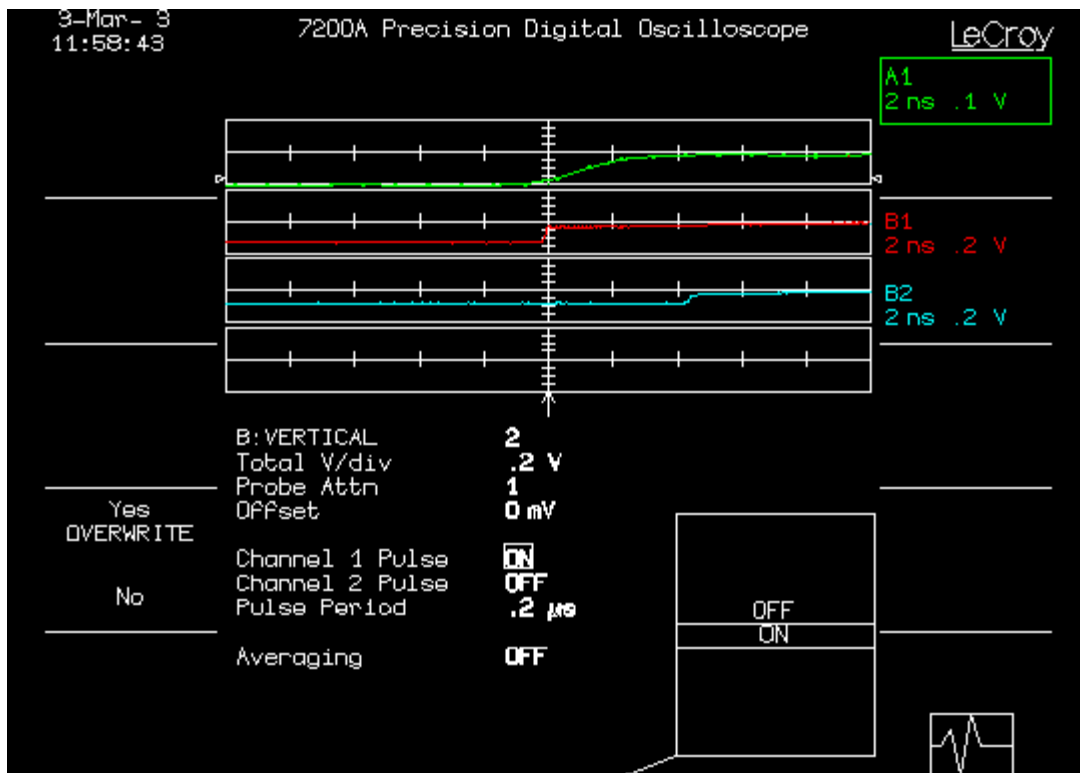 3-Mar- 3
11:58:43
7200A Precision Digital Oscilloscope
LeCroy
A1
2 ns .1 V
B1
2 ns .2 V
B2
2 ns .2 V
B:VERTICAL 2
Total V/div .2 V
Probe Attn 1
Offset 0 mV
Yes
OVERWRITE
No
Channel 1 Pulse ON
Channel 2 Pulse OFF
Pulse Period .2 µs
Averaging OFF
OFF
ON